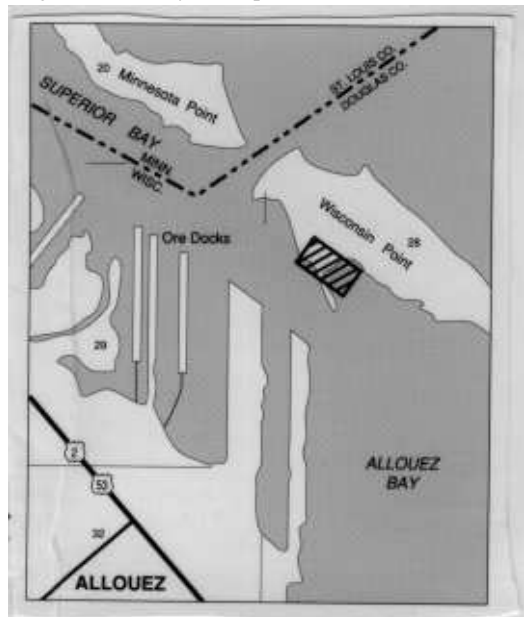 20
Minnesota Point
ST. LOUIS CO.
DOUGLAS CO.
SUPERIOR BAY
MINN.
WISC.
Wisconsin Point
28
Ore Docks
29
2
53
ALLOUEZ
BAY
32
ALLOUEZ